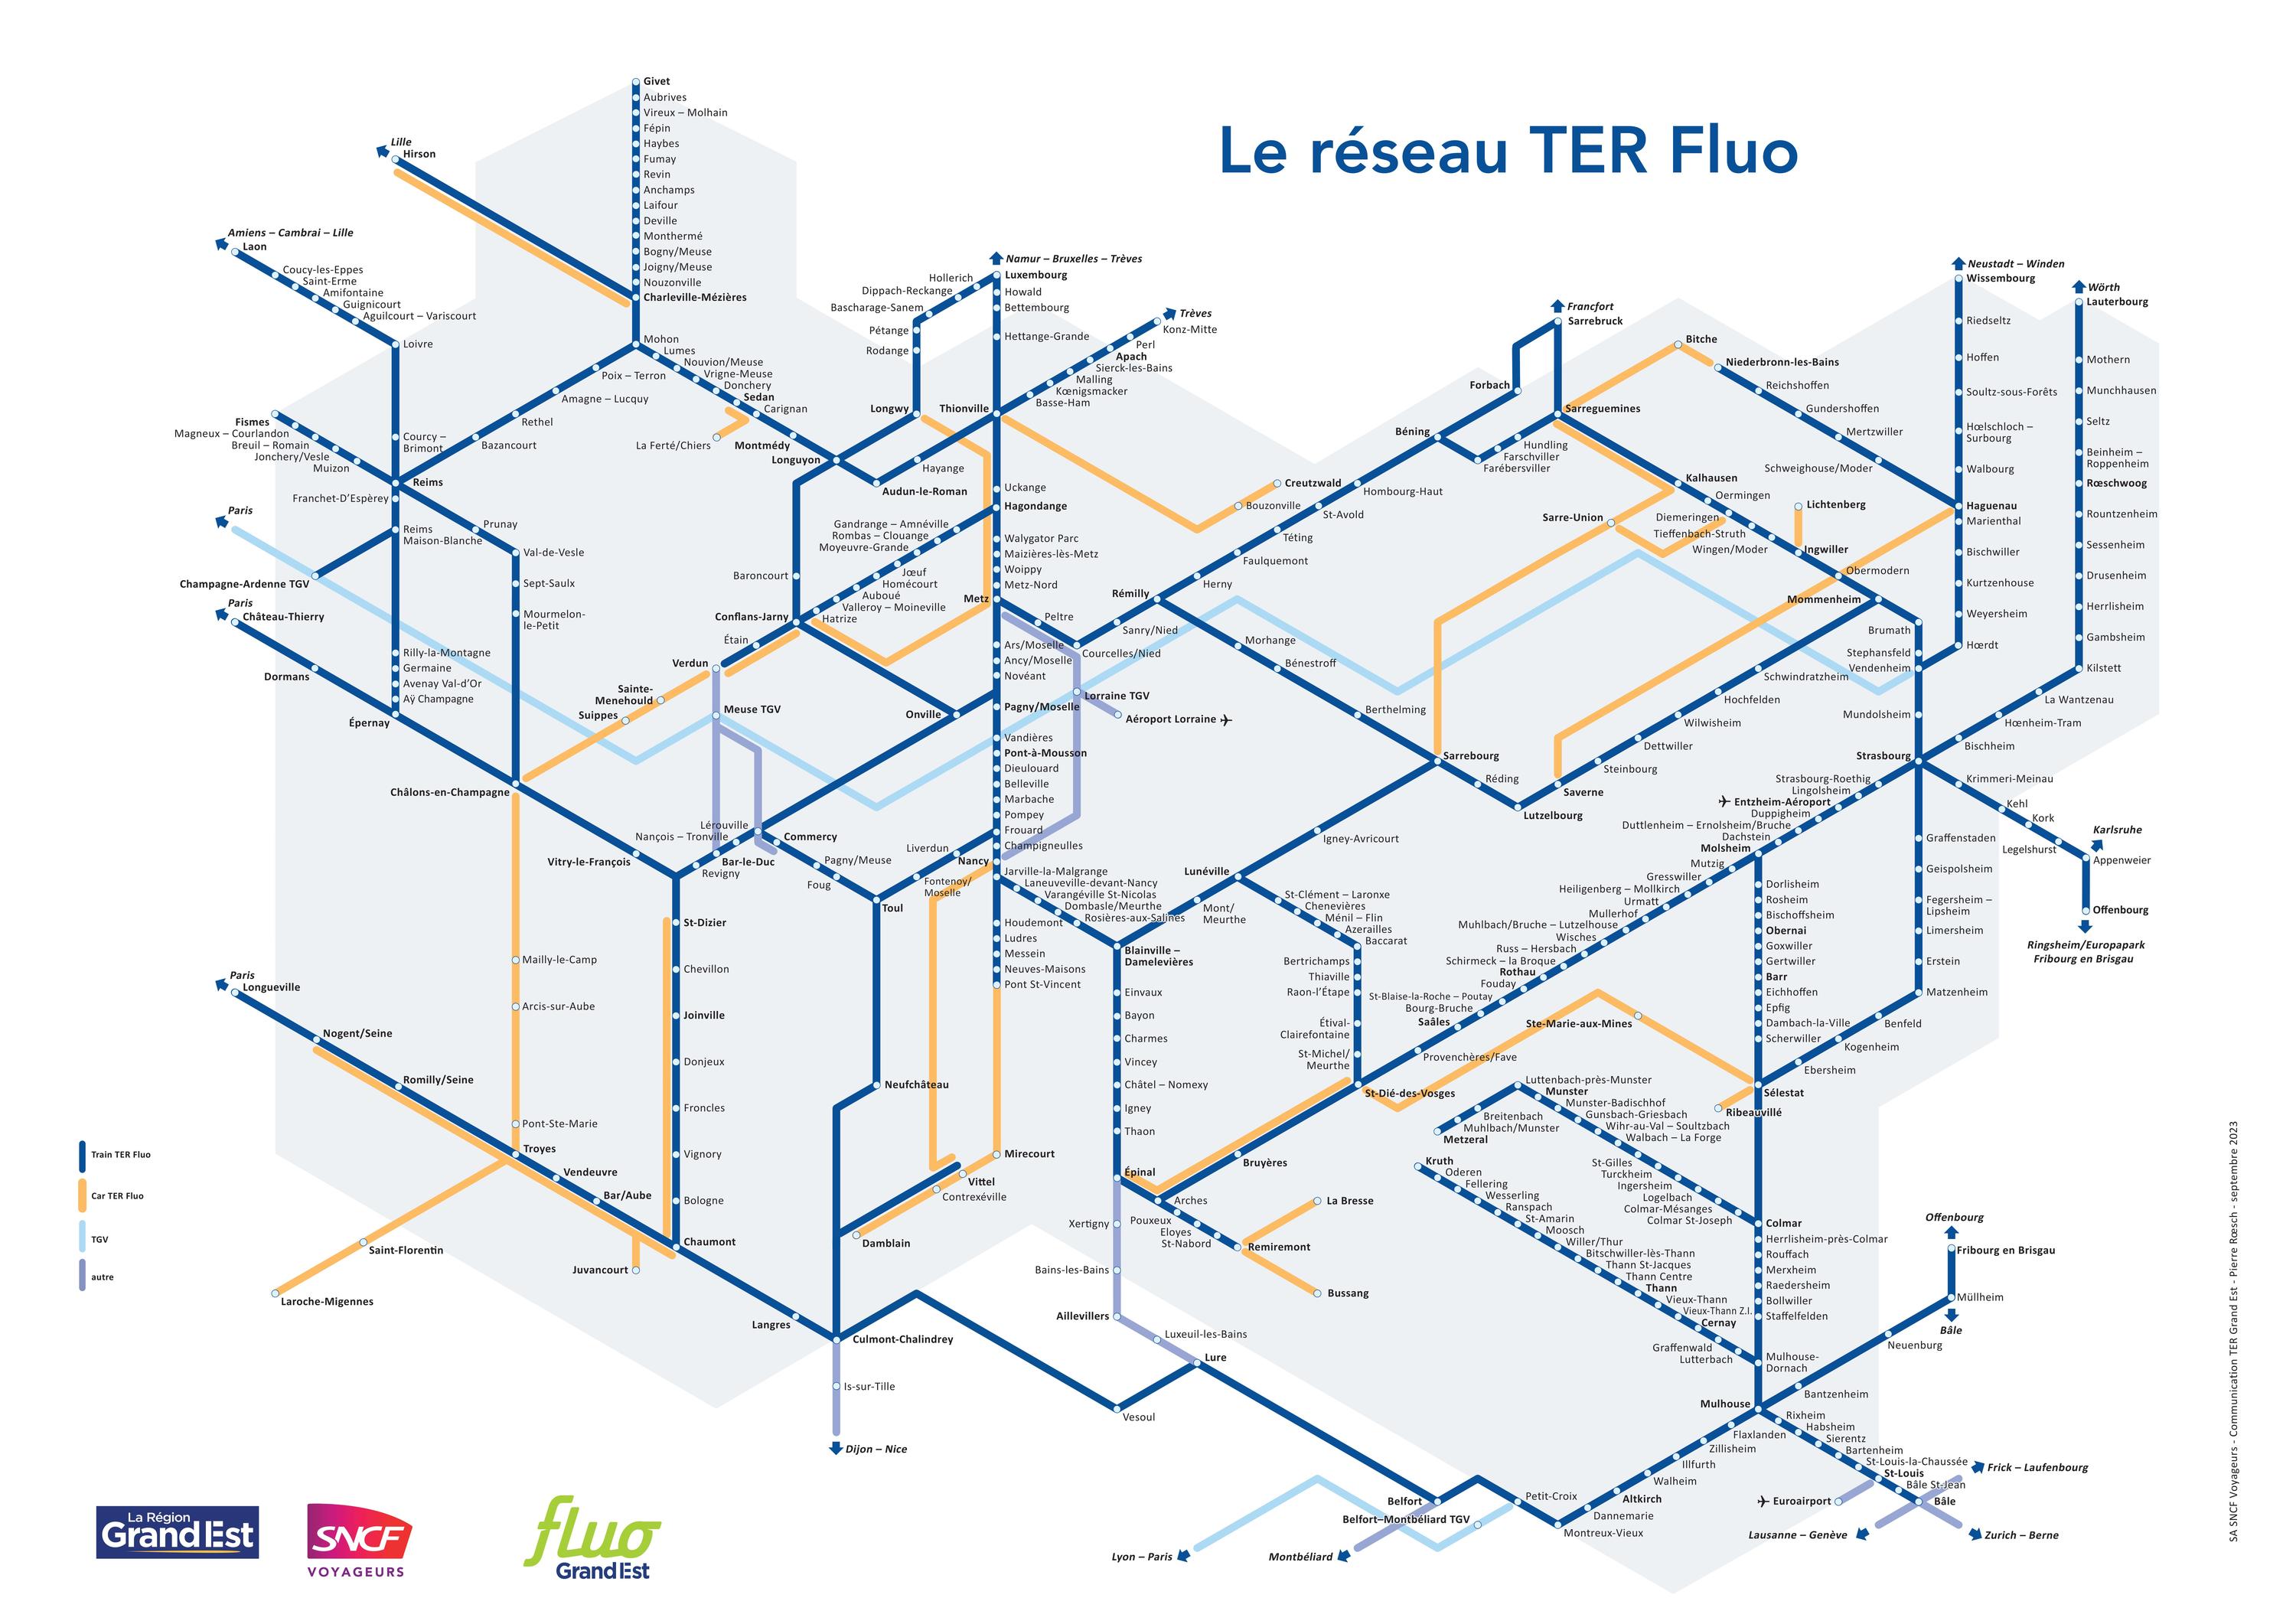 Le réseau TER Fluo
Givet
Aubrives
Vireux – Molhain
Fépin
Haybes
Fumay
Revin
Anchamps
Laifour
Deville
Monthermé
Bogny/Meuse
Joigny/Meuse
Nouzonville
Charleville-Mézières
Lille
Hirson
Mohon
Lumes
Nouvion/Meuse
Vrigne-Meuse
Donchery
Sedan
Carignan
La Ferté/Chiers
Montmédy
Longuyon
Poix – Terron
Amagne – Lucquy
Rethel
Bazancourt
Amiens – Cambrai – Lille
Laon
Coucy-les-Eppes
Saint-Erme
Amifontaine
Guignicourt
Aguilcourt – Variscourt
Loivre
Courcy –
Brimont
Fismes
Magneux – Courlandon
Breuil – Romain
Jonchery/Vesle
Muizon
Reims
Franchet-D’Espèrey
Reims
Maison-Blanche
Prunay
Val-de-Vesle
Sept-Saulx
Mourmelon-
le-Petit
Paris
Champagne-Ardenne TGV
Paris
Château-Thierry
Dormans
Rilly-la-Montagne
Germaine
Avenay Val-d’Or
Aÿ Champagne
Épernay
Châlons-en-Champagne
Suippes
Sainte-
Menehould
Verdun
Étain
Meuse TGV
Vitry-le-François
Revigny
Bar-le-Duc
Nançois – Tronville
Lérouville
Commercy
Pagny/Meuse
Foug
Toul
Fontenoy/
Moselle
Liverdun
St-Dizier
Chevillon
Joinville
Donjeux
Froncles
Vignory
Bologne
Chaumont
Mailly-le-Camp
Arcis-sur-Aube
Pont-Ste-Marie
Paris
Longueville
Nogent/Seine
Romilly/Seine
Troyes
Vendeuvre
Bar/Aube
Juvancourt
Saint-Florentin
Laroche-Migennes
Langres
Culmont-Chalindrey
Is-sur-Tille
Dijon – Nice
Neufchâteau
Damblain
Contrexéville
Vittel
Mirecourt
Namur – Bruxelles – Trèves
Luxembourg
Howald
Bettembourg
Hettange-Grande
Hollerich
Dippach-Reckange
Bascharage-Sanem
Pétange
Rodange
Longwy
Thionville
Trèves
Konz-Mitte
Perl
Apach
Sierck-les-Bains
Malling
Kœnigsmacker
Basse-Ham
Hayange
Audun-le-Roman
Uckange
Hagondange
Gandrange – Amnéville
Rombas – Clouange
Moyeuvre-Grande
Jœuf
Homécourt
Auboué
Valleroy – Moineville
Hatrize
Baroncourt
Conflans-Jarny
Walygator Parc
Maizières-lès-Metz
Woippy
Metz-Nord
Metz
Peltre
Courcelles/Nied
Sanry/Nied
Rémilly
Ars/Moselle
Ancy/Moselle
Novéant
Onville
Pagny/Moselle
Vandières
Pont-à-Mousson
Dieulouard
Belleville
Marbache
Pompey
Frouard
Champigneulles
Nancy
Lorraine TGV
Aéroport Lorraine
Jarville-la-Malgrange
Laneuveville-devant-Nancy
Varangéville St-Nicolas
Dombasle/Meurthe
Rosières-aux-Salines
Houdemont
Ludres
Messein
Neuves-Maisons
Pont St-Vincent
Blainville –
Damelevières
Mont/
Meurthe
Einvaux
Bayon
Charmes
Vincey
Châtel – Nomexy
Igney
Thaon
Épinal
Arches
Pouxeux
Eloyes
St-Nabord
Remiremont
La Bresse
Bussang
Bruyères
Xertigny
Bains-les-Bains
Aillevillers
Luxeuil-les-Bains
Lure
Vesoul
Creutzwald
Bouzonville
Herny
Faulquemont
Téting
St-Avold
Hombourg-Haut
Béning
Forbach
Francfort
Sarrebruck
Sarreguemines
Hundling
Farschviller
Farébersviller
Morhange
Bénestroff
Berthelming
Sarrebourg
Réding
Lutzelbourg
Igney-Avricourt
Lunéville
St-Clément – Laronxe
Chenevières
Ménil – Flin
Azerailles
Baccarat
Bertrichamps
Thiaville
Raon-l’Étape
Étival-
Clairefontaine
St-Michel/
Meurthe
St-Dié-des-Vosges
Bitche
Niederbronn-les-Bains
Reichshoffen
Gundershoffen
Mertzwiller
Schweighouse/Moder
Kalhausen
Oermingen
Diemeringen
Tieffenbach-Struth
Wingen/Moder
Sarre-Union
Lichtenberg
Ingwiller
Obermodern
Mommenheim
Brumath
Stephansfeld
Vendenheim
Mundolsheim
Strasbourg
Schwindratzheim
Hochfelden
Wilwisheim
Dettwiller
Steinbourg
Saverne
Neustadt – Winden
Wissembourg
Riedseltz
Hoffen
Soultz-sous-Forêts
Hœlschloch –
Surbourg
Walbourg
Haguenau
Marienthal
Bischwiller
Kurtzenhouse
Weyersheim
Hœrdt
Wörth
Lauterbourg
Mothern
Munchhausen
Seltz
Beinheim –
Roppenheim
Rœschwoog
Rountzenheim
Sessenheim
Drusenheim
Herrlisheim
Gambsheim
Kilstett
La Wantzenau
Hœnheim-Tram
Bischheim
Krimmeri-Meinau
Kehl
Kork
Legelshurst
Karlsruhe
Appenweier
Offenbourg
Ringsheim/Europapark
Fribourg en Brisgau
Strasbourg-Roethig
Lingolsheim
Entzheim-Aéroport
Duppigheim
Duttlenheim – Ernolsheim/Bruche
Dachstein
Molsheim
Mutzig
Gresswiller
Heiligenberg – Mollkirch
Urmatt
Mullerhof
Muhlbach/Bruche – Lutzelhouse
Wisches
Russ – Hersbach
Schirmeck – la Broque
Rothau
Fouday
St-Blaise-la-Roche – Poutay
Bourg-Bruche
Saâles
Provenchères/Fave
Ste-Marie-aux-Mines
Dorlisheim
Rosheim
Bischoffsheim
Obernai
Goxwiller
Gertwiller
Barr
Eichhoffen
Epfig
Dambach-la-Ville
Scherwiller
Sélestat
Ribeauvillé
Graffenstaden
Geispolsheim
Fegersheim –
Lipsheim
Limersheim
Erstein
Matzenheim
Benfeld
Kogenheim
Ebersheim
Luttenbach-près-Munster
Munster
Munster-Badischhof
Gunsbach-Griesbach
Wihr-au-Val – Soultzbach
Walbach – La Forge
Breitenbach
Muhlbach/Munster
Metzeral
St-Gilles
Turckheim
Ingersheim
Logelbach
Colmar-Mésanges
Colmar St-Joseph
Colmar
Herrlisheim-près-Colmar
Rouffach
Merxheim
Raedersheim
Bollwiller
Staffelfelden
Kruth
Oderen
Fellering
Wesserling
Ranspach
St-Amarin
Moosch
Willer/Thur
Bitschwiller-lès-Thann
Thann St-Jacques
Thann Centre
Thann
Vieux-Thann
Vieux-Thann Z.I.
Cernay
Graffenwald
Lutterbach
Mulhouse-
Dornach
Mulhouse
Offenbourg
Fribourg en Brisgau
Müllheim
Bâle
Neuenburg
Bantzenheim
Rixheim
Habsheim
Sierentz
Bartenheim
St-Louis-la-Chaussée
St-Louis
Bâle St-Jean
Bâle
Frick – Laufenbourg
Zurich – Berne
Lausanne – Genève
Euroairport
Flaxlanden
Zillisheim
Illfurth
Walheim
Altkirch
Dannemarie
Montreux-Vieux
Petit-Croix
Belfort
Belfort–Montbéliard TGV
Montbéliard
Lyon – Paris
Train TER Fluo
Car TER Fluo
TGV
autre
La Région
Grand Est
SNCF
VOYAGEURS
fluo
Grand Est
SA SNCF Voyageurs - Communication TER Grand Est - Pierre Rœsch - septembre 2023